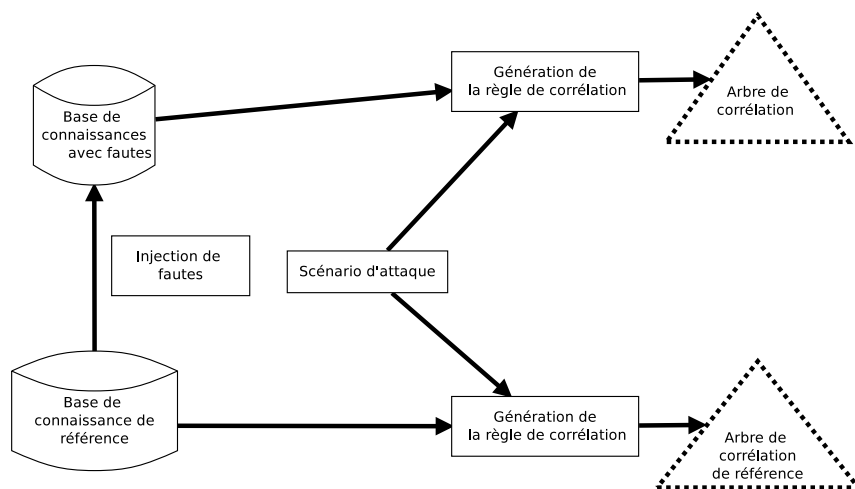 Génération de
la règle de corrélation
Arbre de
corrélation
Base de
connaissances
avec fautes
Injection de
fautes
Scénario d'attaque
Base de
connaissance de
référence
Génération de
la règle de corrélation
Arbre de
corrélation
de référence